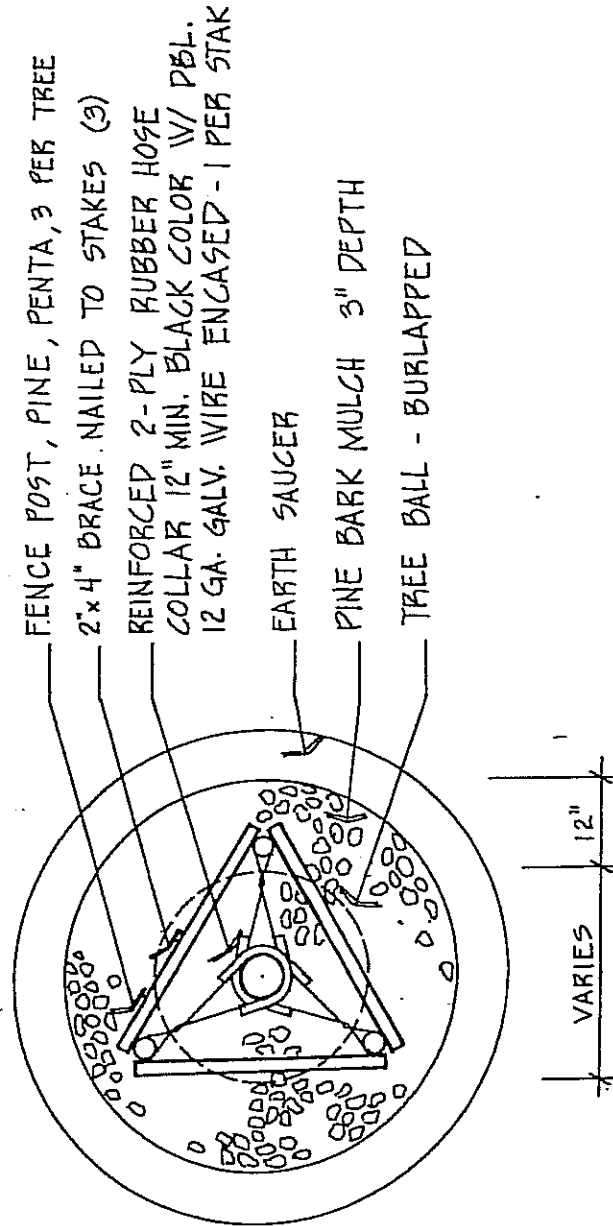 FENCE POST, PINE, PENTA, 3 PER TREE
2"x4" BRACE NAILED TO STAKES (3)
REINFORCED 2-PLY RUBBER HOSE
COLLAR 12" MIN. BLACK COLOR W/ DBL.
12 GA. GALV. WIRE ENCASED - 1 PER STAK
EARTH SAUCER
PINE BARK MULCH 3" DEPTH
TREE BALL - BURLAPPED
VARIES
12"